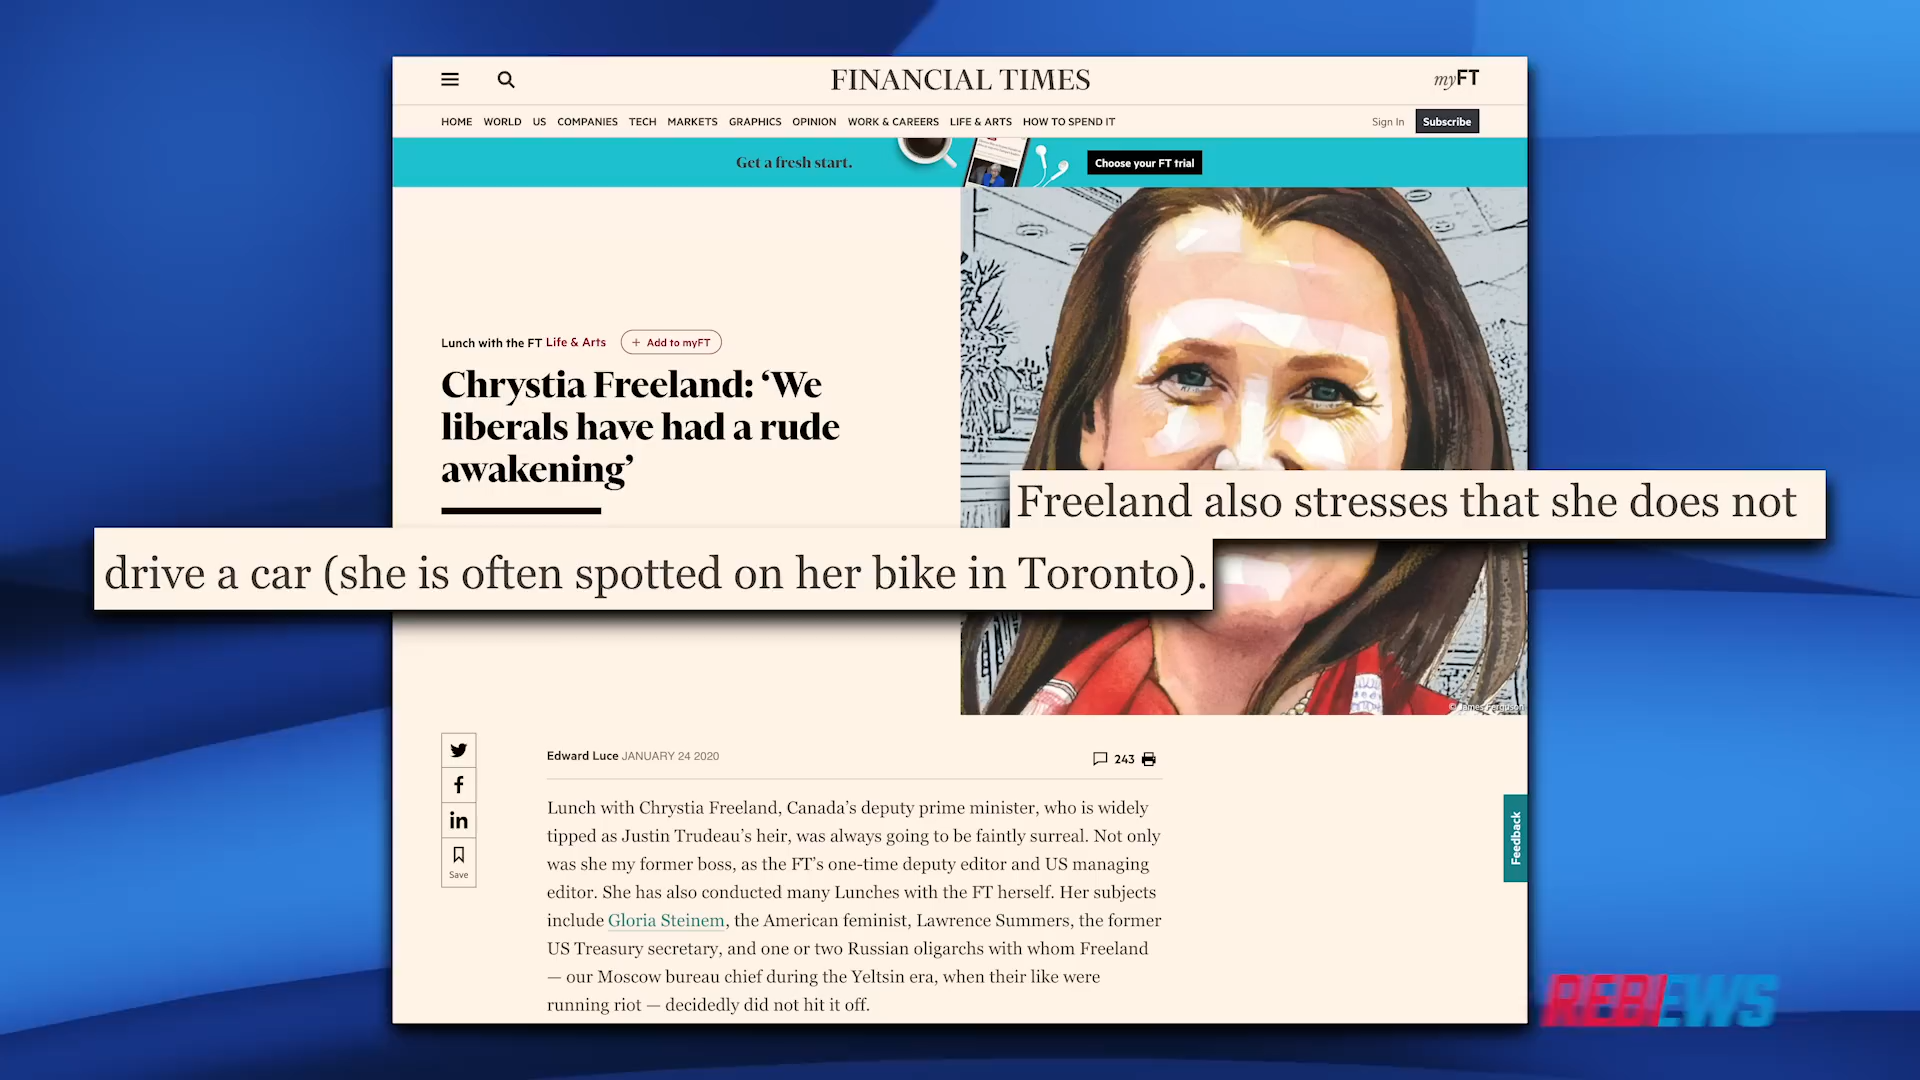 FINANCIAL TIMES
myFT
HOME WORLD US COMPANIES TECH MARKETS GRAPHICS OPINION WORK & CAREERS LIFE & ARTS HOW TO SPEND IT
Sign In Subscribe
Get a fresh start.
Choose your FT trial
Lunch with the FT Life & Arts
+ Add to myFT
Chrystia Freeland: ‘We
liberals have had a rude
awakening’
Freeland also stresses that she does not
drive a car (she is often spotted on her bike in Toronto).
© James Ferguson
Save
Edward Luce JANUARY 24 2020
243
Lunch with Chrystia Freeland, Canada’s deputy prime minister, who is widely
tipped as Justin Trudeau’s heir, was always going to be faintly surreal. Not only
was she my former boss, as the FT’s one-time deputy editor and US managing
editor. She has also conducted many Lunches with the FT herself. Her subjects
include Gloria Steinem, the American feminist, Lawrence Summers, the former
US Treasury secretary, and one or two Russian oligarchs with whom Freeland
— our Moscow bureau chief during the Yeltsin era, when their like were
running riot — decidedly did not hit it off.
Feedback